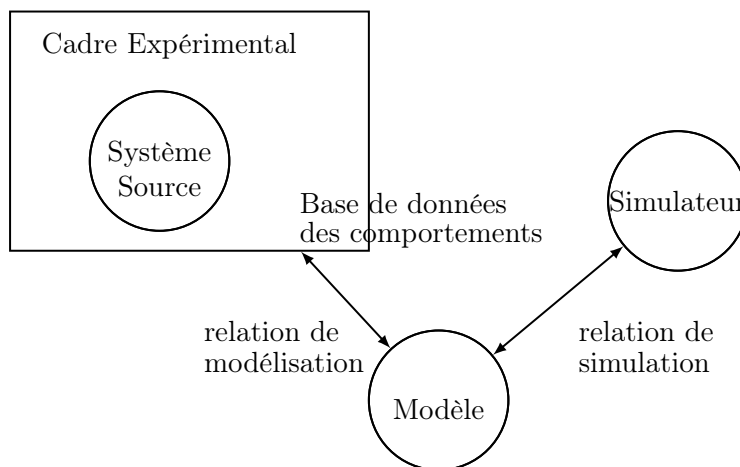 Cadre Expérimental
Système
Source
Base de données
des comportements
Simulateur
relation de
modélisation
relation de
simulation
Modèle